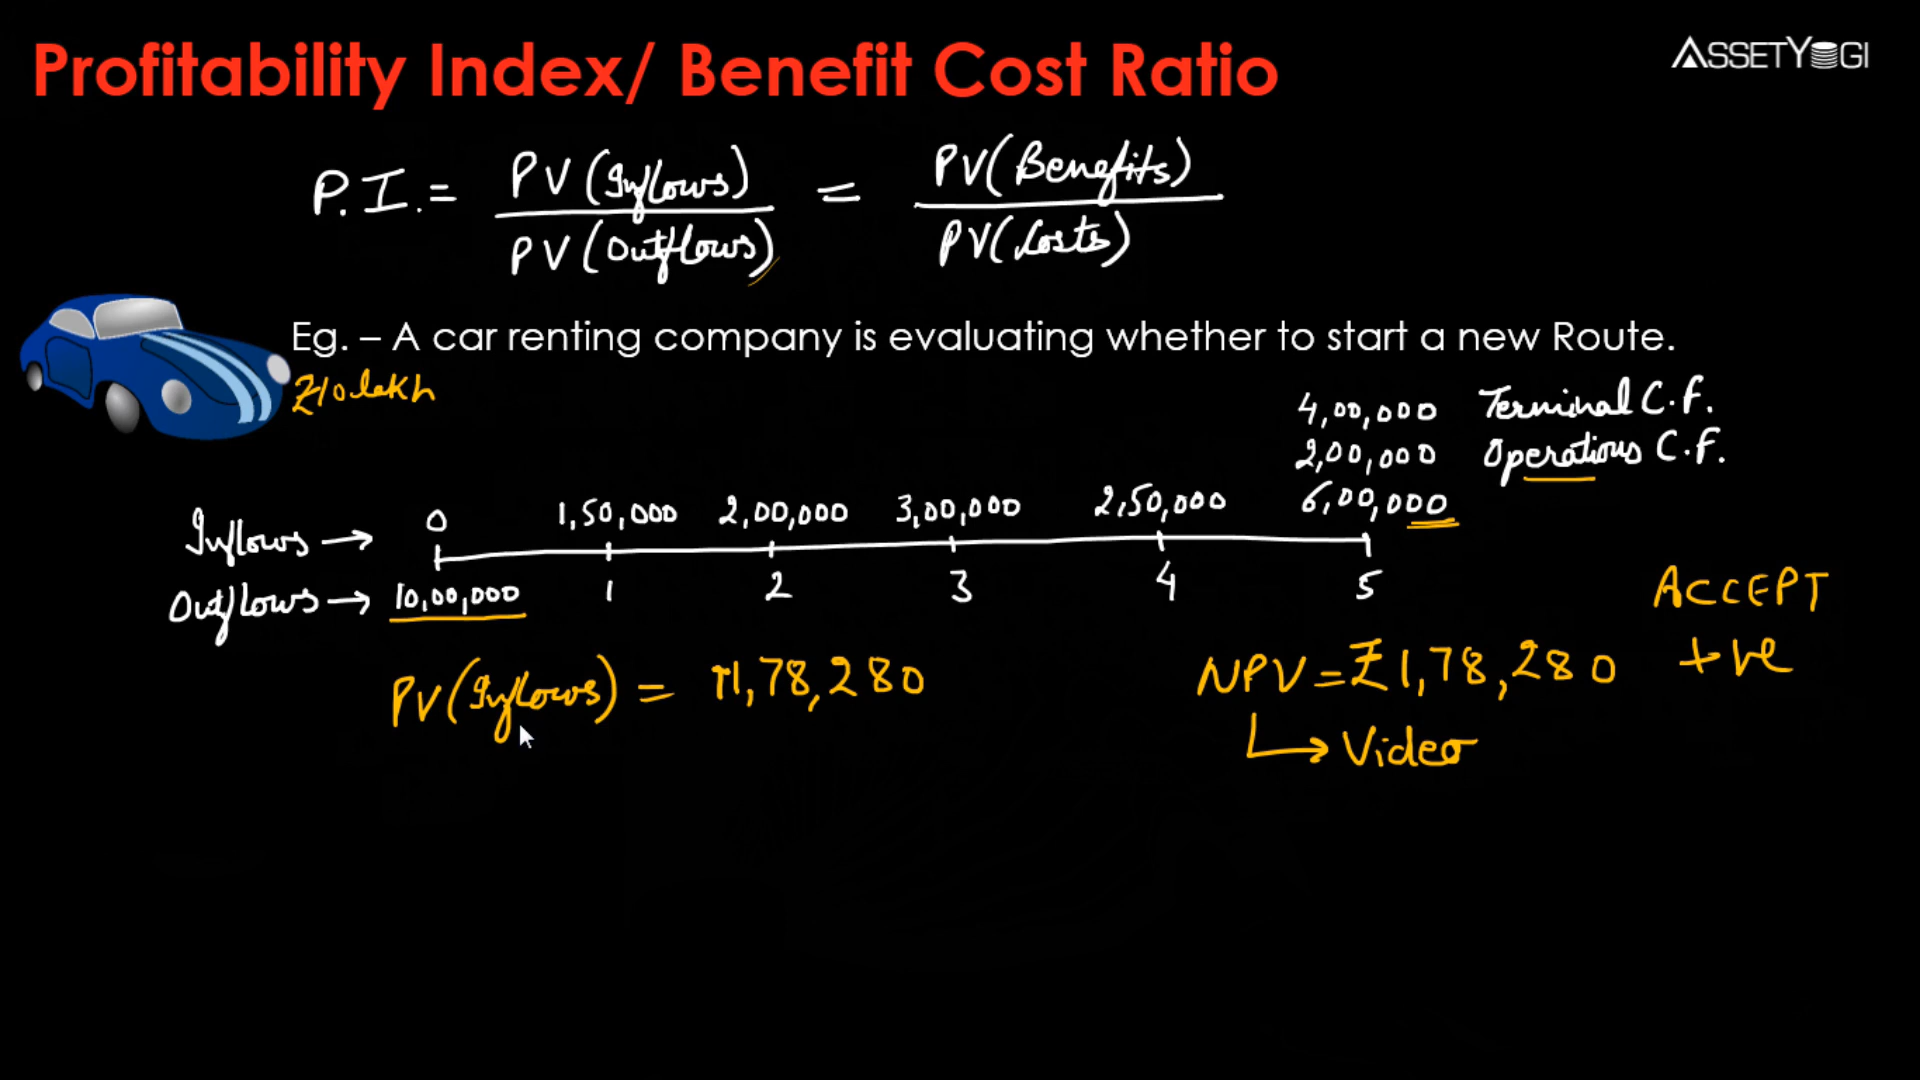 Profitability Index/ Benefit Cost Ratio
ASSETYOGI
P.I. = PV(Inflows) / PV(Outflows) = PV(Benefits) / PV(Costs)
Eg. – A car renting company is evaluating whether to start a new Route.
₹10 lakh
4,00,000 Terminal C.F.
2,00,000 Operations C.F.
Inflows → 0 1,50,000 2,00,000 3,00,000 2,50,000 6,00,000
Outflows → 10,00,000 1 2 3 4 5
ACCEPT
PV(Inflows) = 11,78,280 NPV = ₹1,78,280 +ve
→ Video